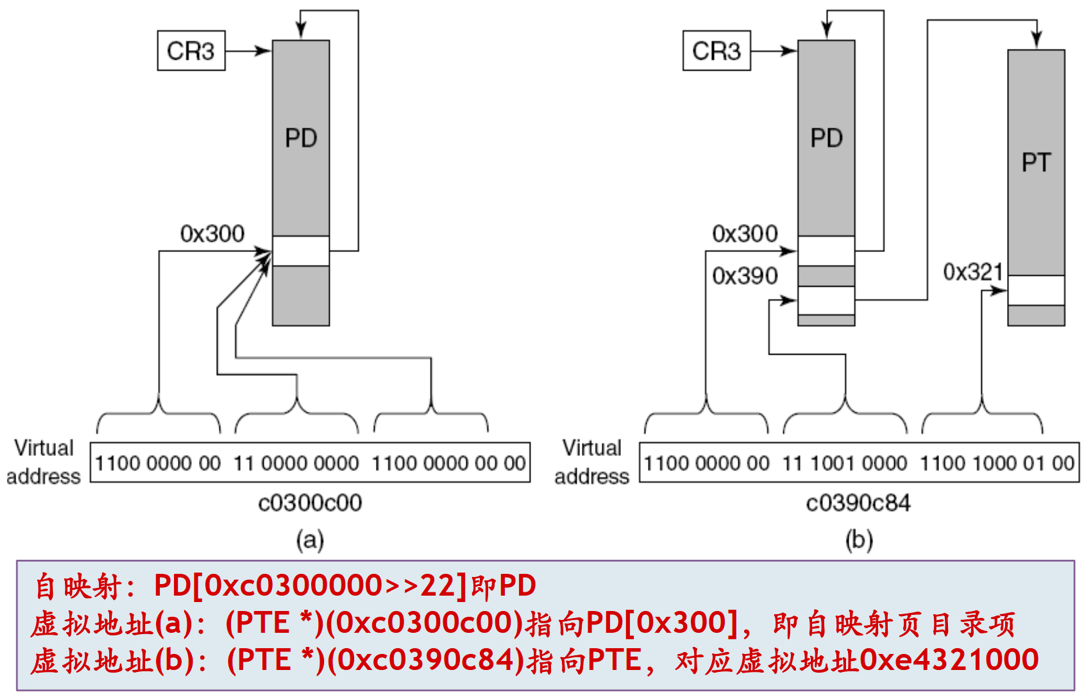 CR3
PD
0x300
Virtual address
1100 0000 00 11 0000 0000 1100 0000 00 00
c0300c00
(a)
CR3
PD
PT
0x300
0x390
0x321
Virtual address
1100 0000 00 11 1001 0000 1100 1000 01 00
c0390c84
(b)
自映射：PD[0xc0300000>>22]即PD
虚拟地址(a)：(PTE *)(0xc0300c00)指向PD[0x300]，即自映射页目录项
虚拟地址(b)：(PTE *)(0xc0390c84)指向PTE，对应虚拟地址0xe4321000